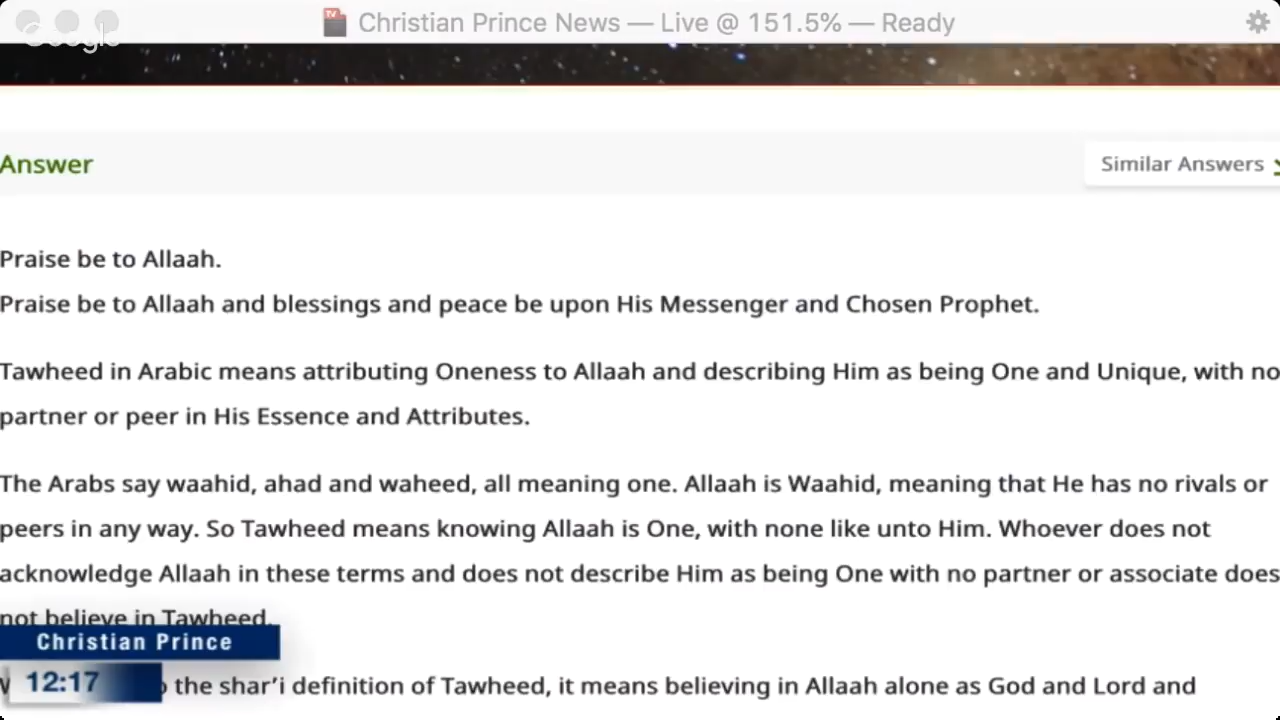 Christian Prince News — Live @ 151.5% — Ready
Google
Answer
Similar Answers
Praise be to Allaah.
Praise be to Allaah and blessings and peace be upon His Messenger and Chosen Prophet.
Tawheed in Arabic means attributing Oneness to Allaah and describing Him as being One and Unique, with no
partner or peer in His Essence and Attributes.
The Arabs say waahid, ahad and waheed, all meaning one. Allaah is Waahid, meaning that He has no rivals or
peers in any way. So Tawheed means knowing Allaah is One, with none like unto Him. Whoever does not
acknowledge Allaah in these terms and does not describe Him as being One with no partner or associate does
not believe in Tawheed.
Christian Prince
12:17
the shar'i definition of Tawheed, it means believing in Allaah alone as God and Lord and